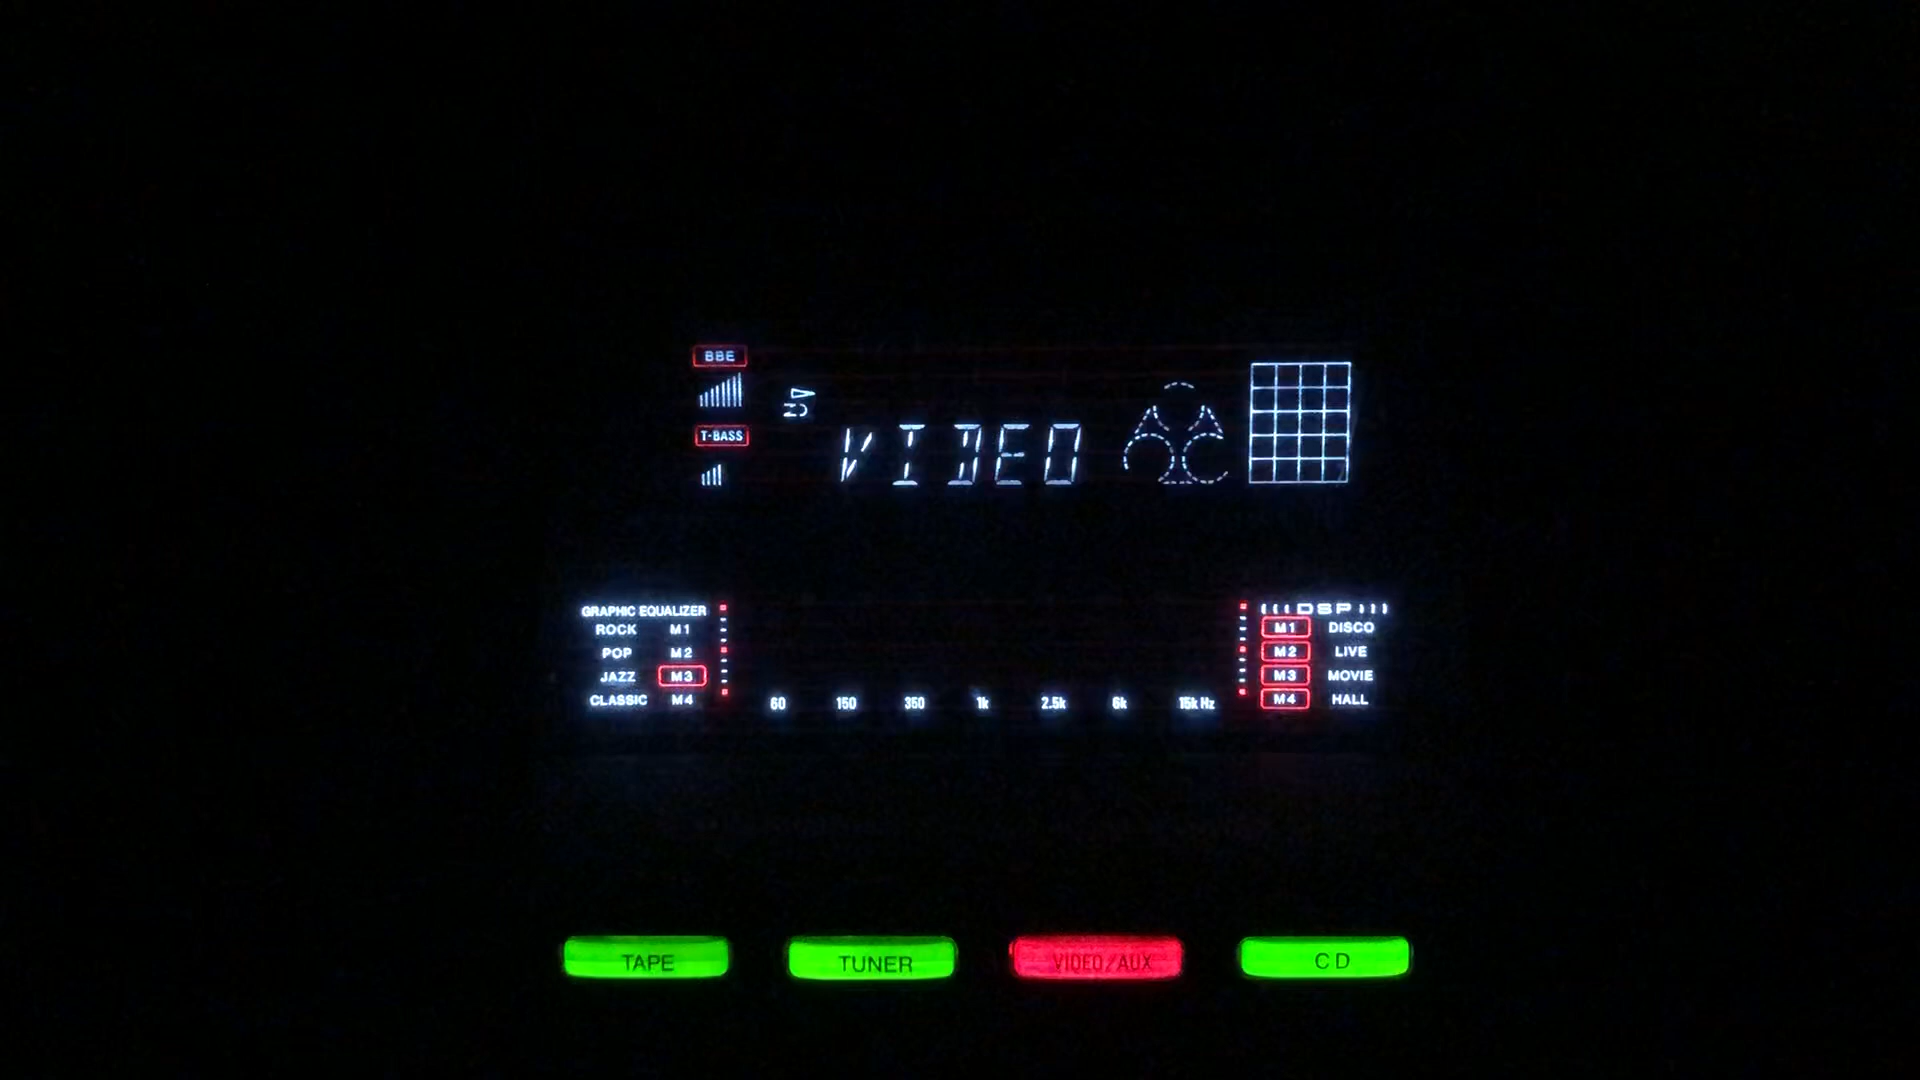 BBE
T-BASS
VIDEO
GRAPHIC EQUALIZER
ROCK M1
POP M2
JAZZ M3
CLASSIC M4
60 150 350 1k 2.5k 6k 15k Hz
DSP
M1 DISCO
M2 LIVE
M3 MOVIE
M4 HALL
TAPE TUNER VIDEO/AUX CD